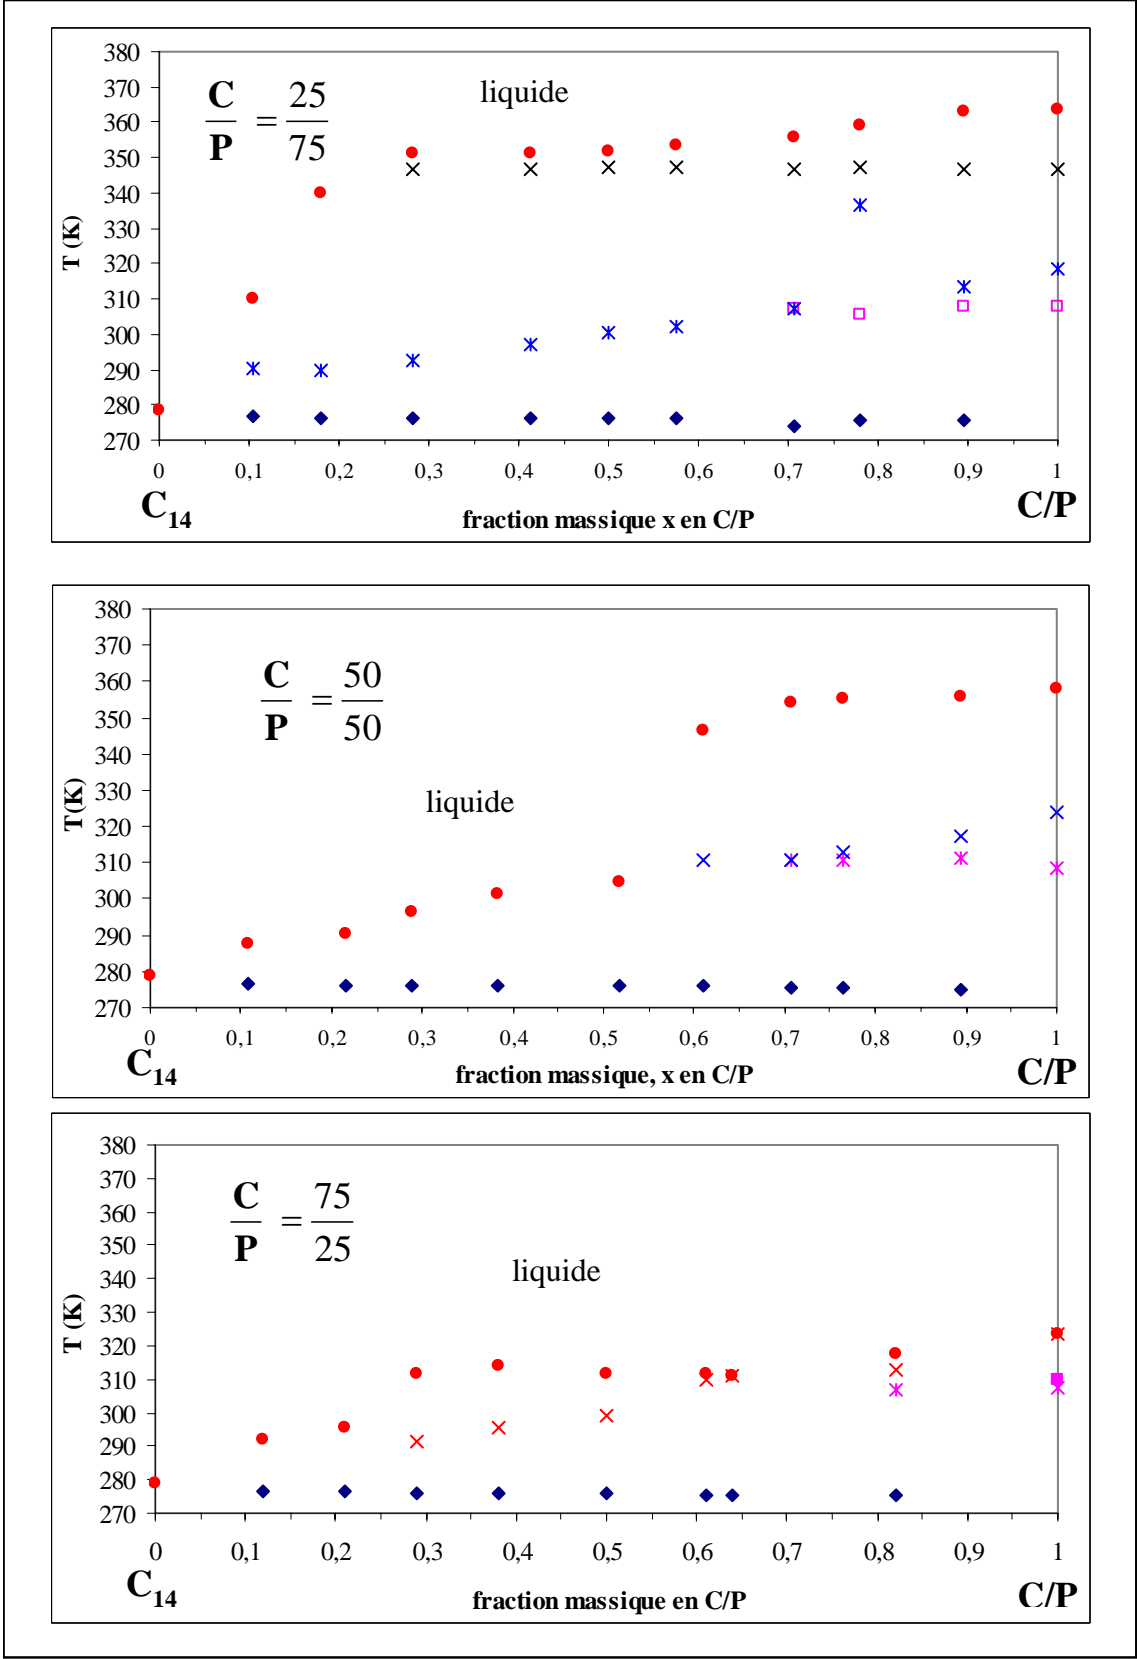 380
370
360
350
340
330
320
310
300
290
280
270
T (K)
C/P = 25/75
liquide
0 0,1 0,2 0,3 0,4 0,5 0,6 0,7 0,8 0,9 1
C14 C/P
fraction massique x en C/P
380
370
360
350
340
330
320
310
300
290
280
270
T(K)
C/P = 50/50
liquide
0 0,1 0,2 0,3 0,4 0,5 0,6 0,7 0,8 0,9 1
C14 C/P
fraction massique, x en C/P
380
370
360
350
340
330
320
310
300
290
280
270
T (K)
C/P = 75/25
liquide
0 0,1 0,2 0,3 0,4 0,5 0,6 0,7 0,8 0,9 1
C14 C/P
fraction massique en C/P